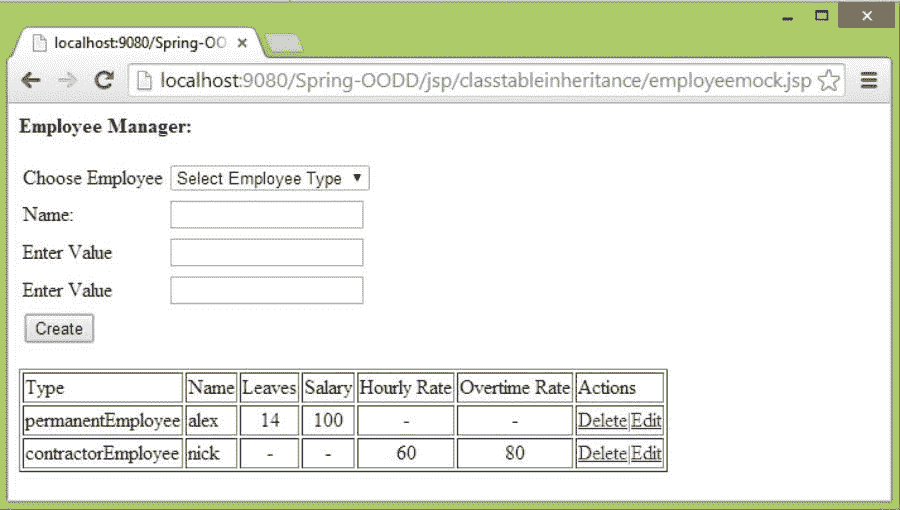 localhost:9080/Spring-OO
localhost:9080/Spring-OODD/jsp/classtableinheritance/employeemock.jsp
Employee Manager:
Choose Employee Select Employee Type
Name:
Enter Value
Enter Value
Create
Type Name Leaves Salary Hourly Rate Overtime Rate Actions
permanentEmployee alex 14 100 - - Delete|Edit
contractorEmployee nick - - 60 80 Delete|Edit